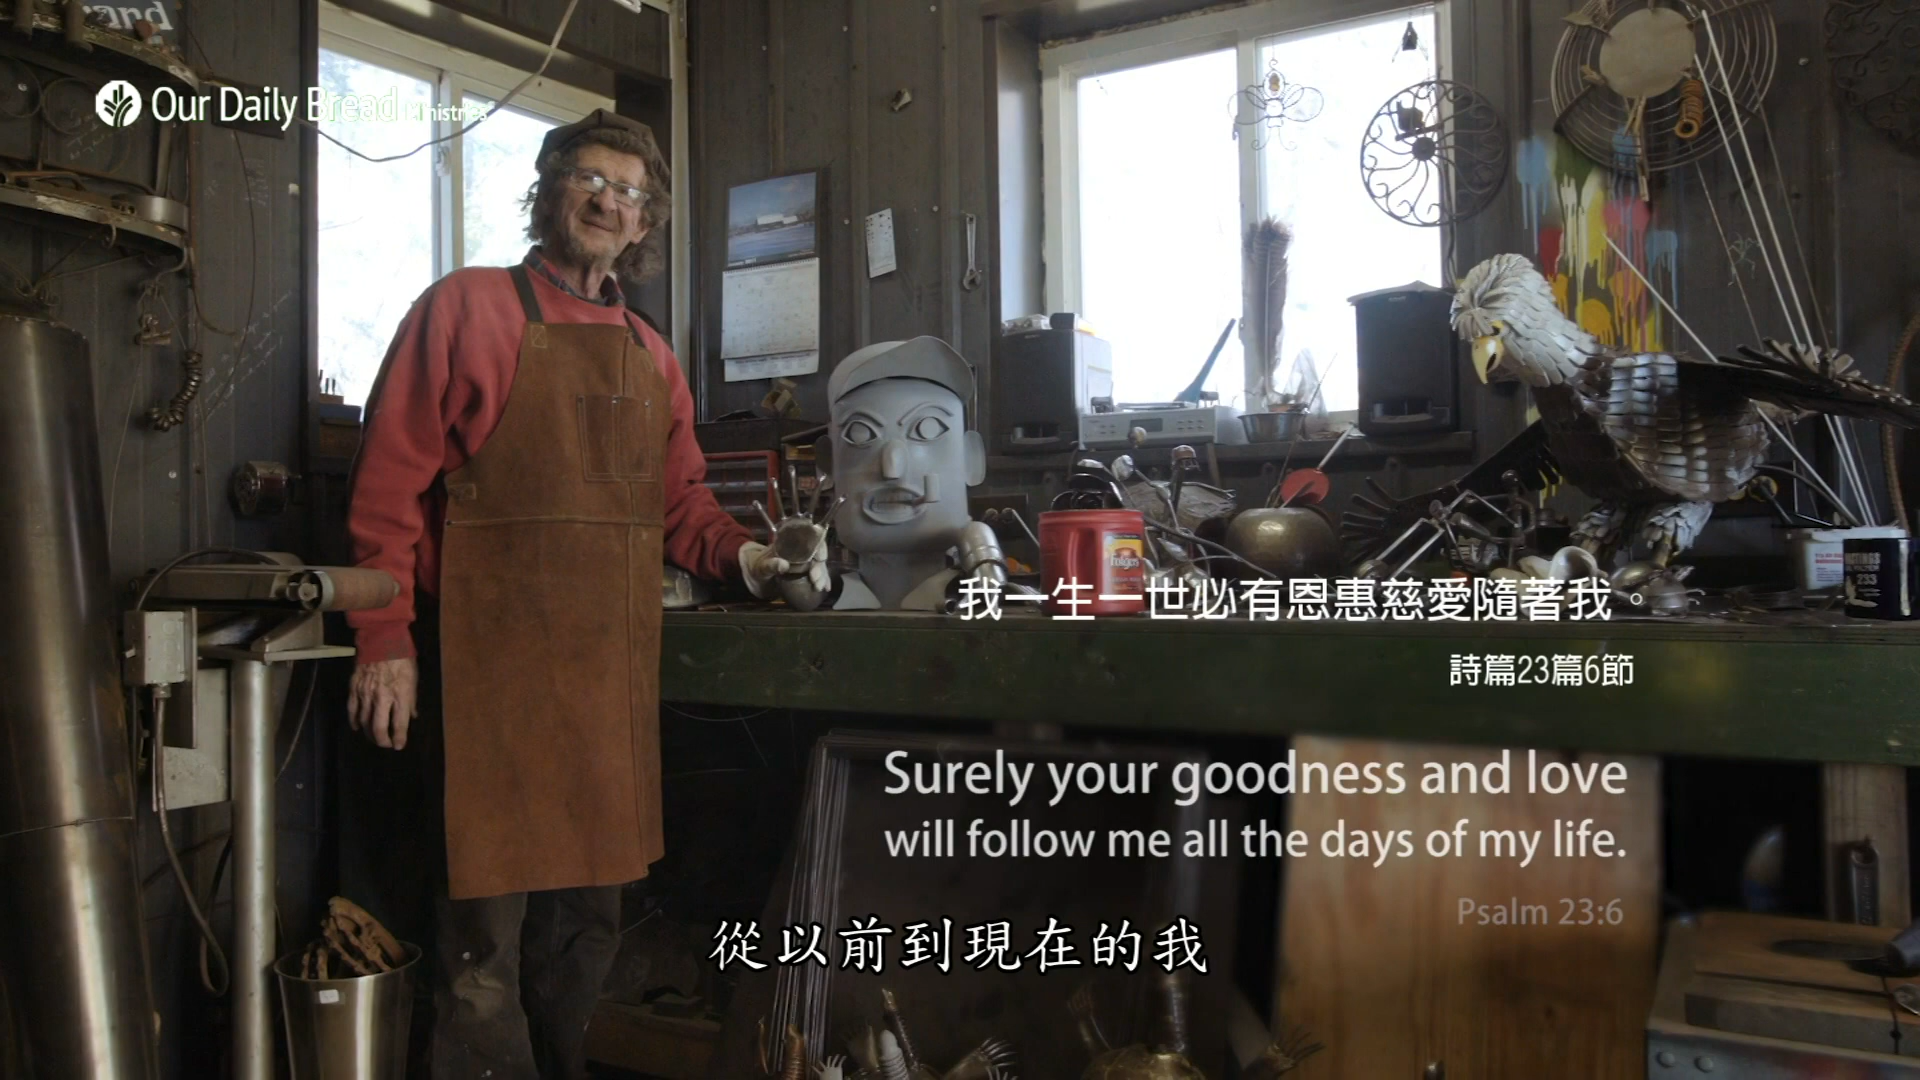 Our Daily Bread Ministries
Folgers
233
我一生一世必有恩惠慈愛隨著我。
詩篇23篇6節
Surely your goodness and love
will follow me all the days of my life.
Psalm 23:6
從以前到現在的我